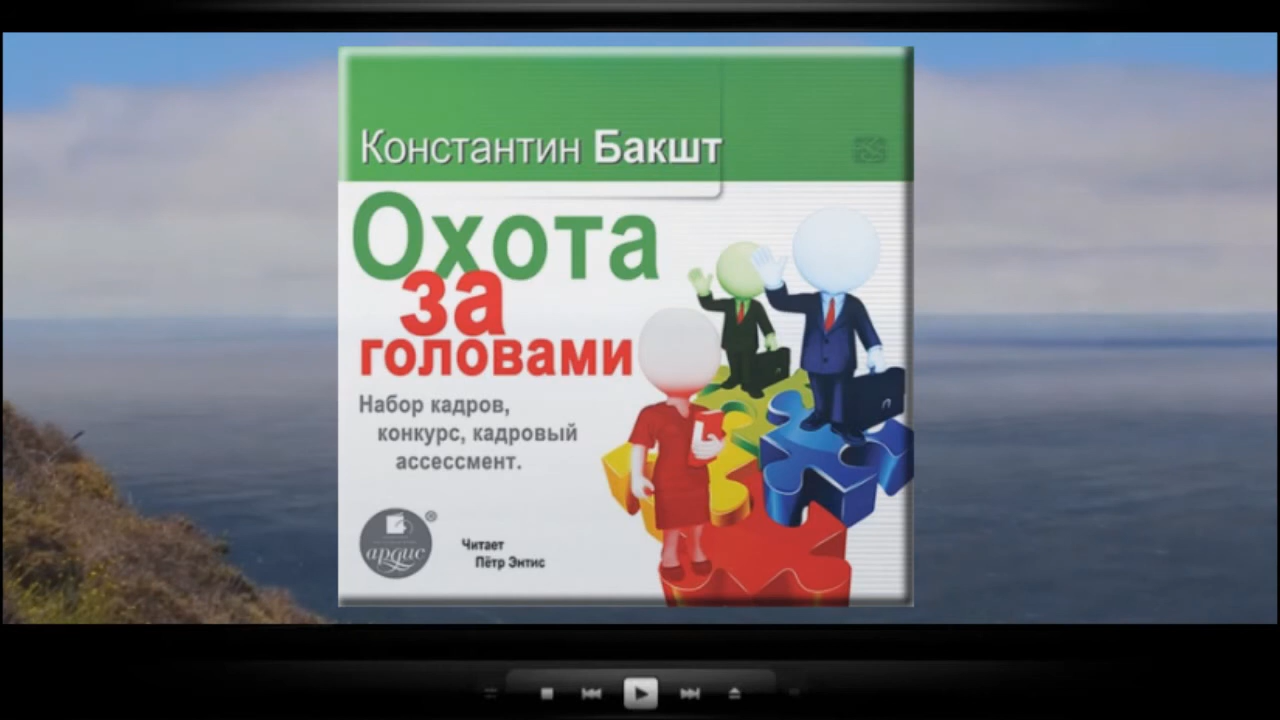 Константин Бакшт
Охота
за
головами
Набор кадров,
конкурс, кадровый
ассессмент.
ардис
®
Читает
Пётр Энтис